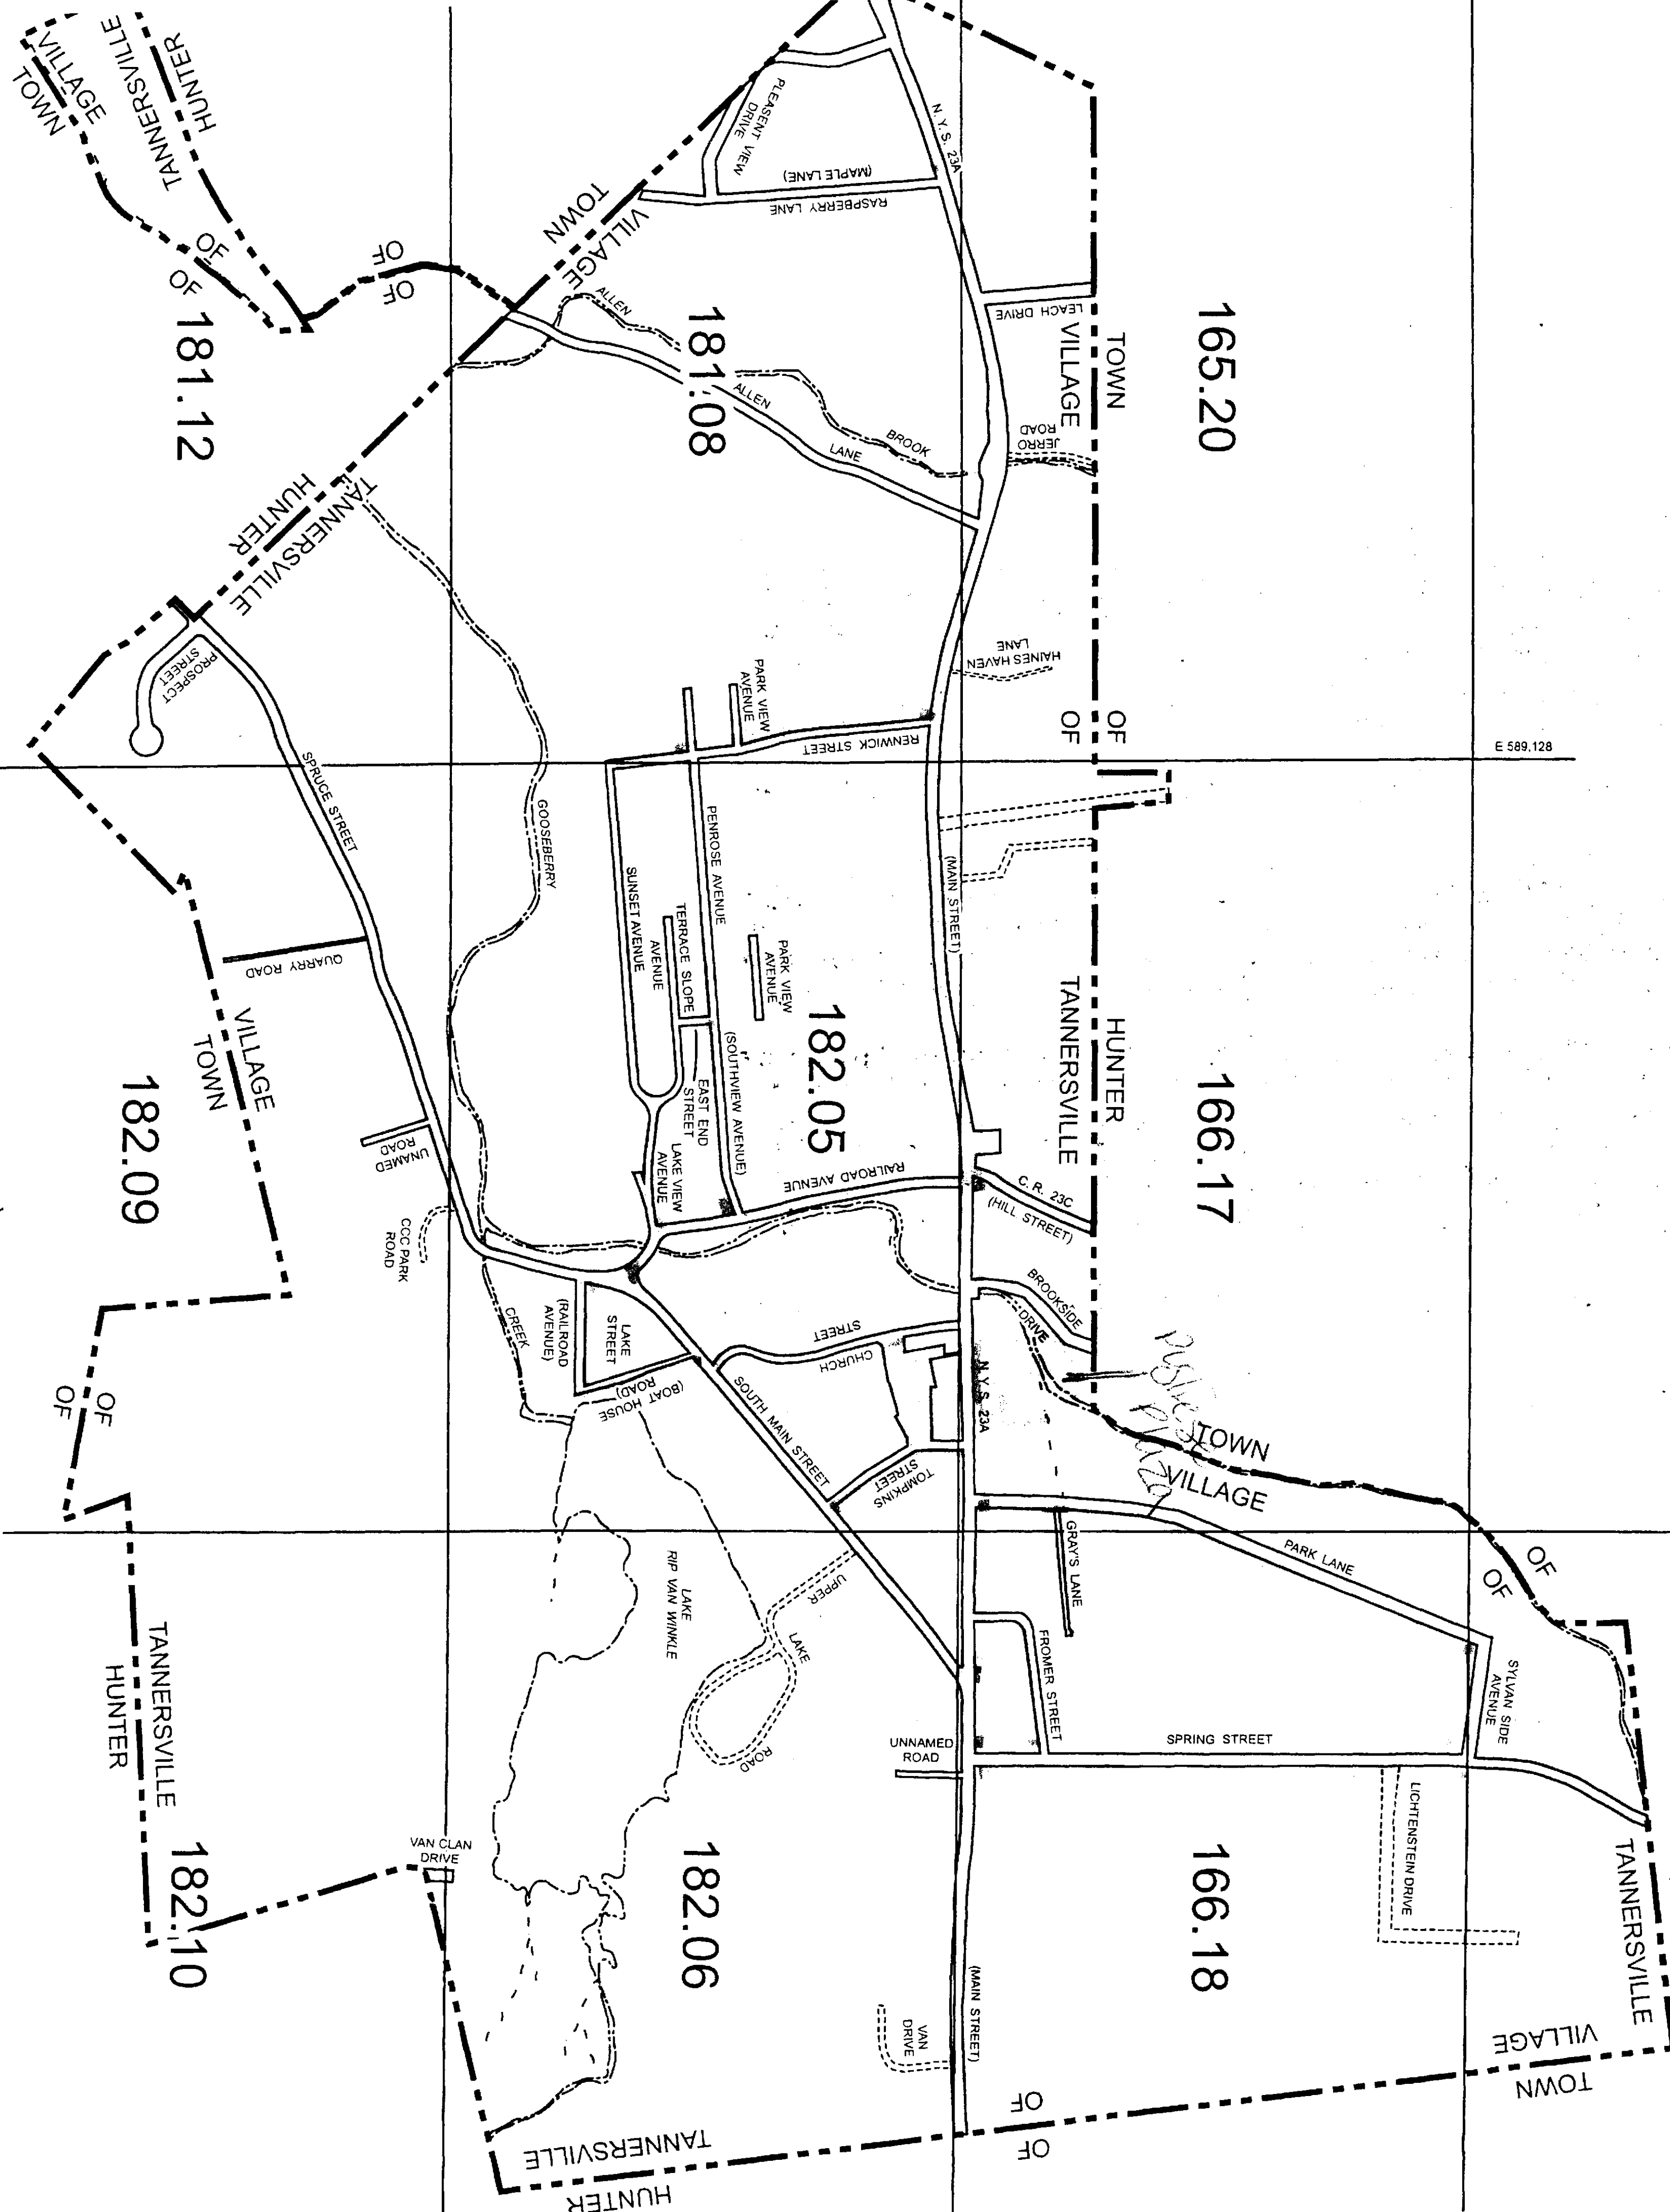 HUNTER
TANNERSVILLE
VILLAGE
TOWN
OF
OF
OF
OF
181.12
TOWN
VILLAGE
PLEASENT VIEW
DRIVE
(MAPLE LANE)
RASPBERRY LANE
N. Y. S. 23A
LEACH DRIVE
TOWN
VILLAGE
165.20
ALLEN
181.08
ALLEN
LANE
BROOK
JERRO
ROAD
TANNERSVILLE
HUNTER
HAINES HAVEN
LANE
PROSPECT
STREET
SPRUCE STREET
PARK VIEW
AVENUE
RENWICK STREET
OF
OF
E 589,128
GOOSEBERRY
PENROSE AVENUE
SUNSET AVENUE
TERRACE SLOPE
AVENUE
PARK VIEW
AVENUE
(MAIN STREET)
QUARRY ROAD
VILLAGE
TOWN
182.09
182.05
(SOUTHVIEW AVENUE)
EAST END
STREET
LAKE VIEW
AVENUE
HUNTER
TANNERSVILLE
166.17
UNAMED
ROAD
CCC PARK
ROAD
RAILROAD AVENUE
C. R. 23C
(HILL STREET)
BROOKSIDE
DRIVE
CREEK
(RAILROAD
AVENUE)
LAKE
STREET
(BOAT HOUSE
ROAD)
CHURCH
STREET
SOUTH MAIN STREET
N. Y. S. 23A
TOMPKINS
STREET
TOWN
VILLAGE
OF
OF
OF
OF
PARK LANE
GRAY'S LANE
LAKE
RIP VAN WINKLE
UPPER
LAKE
ROAD
FROMER STREET
SYLVAN SIDE
AVENUE
UNNAMED
ROAD
SPRING STREET
LICHTENSTEIN DRIVE
TANNERSVILLE
HUNTER
182.10
VAN CLAN
DRIVE
182.06
166.18
TANNERSVILLE
(MAIN STREET)
VAN
DRIVE
VILLAGE
TOWN
OF
OF
TANNERSVILLE
HUNTER